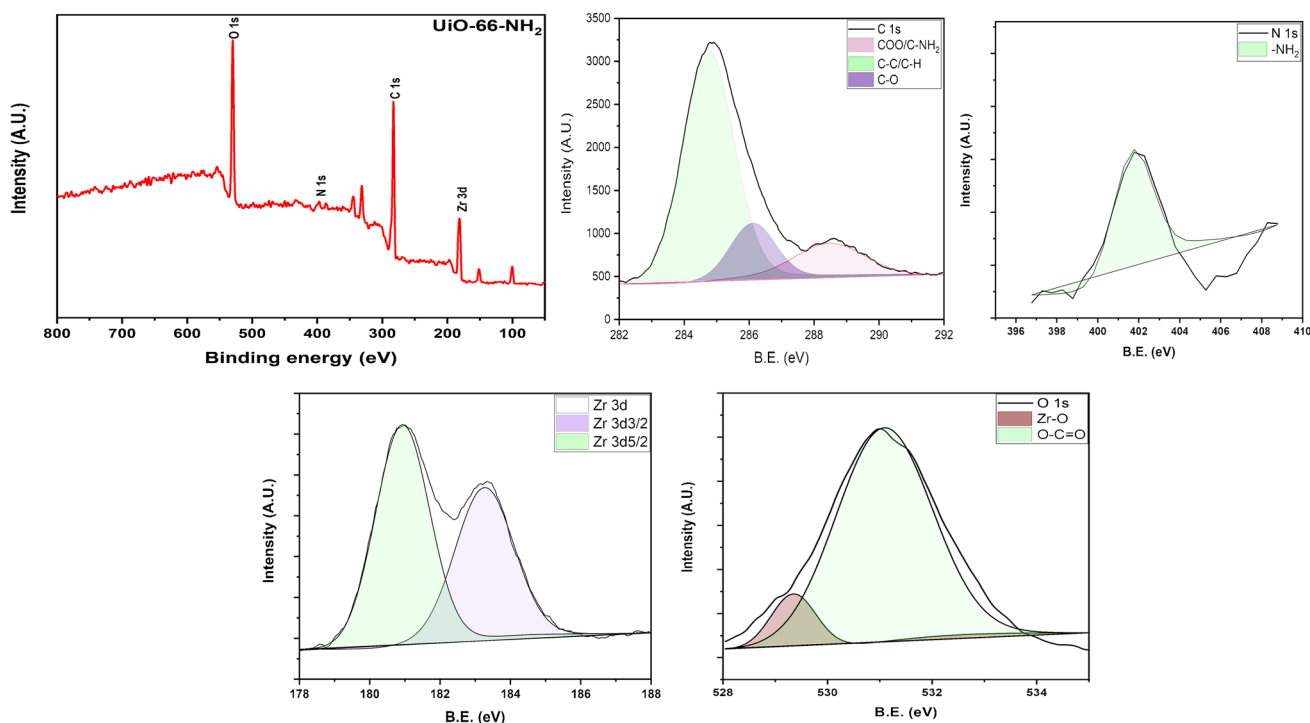 UiO-66-NH2
O 1s
N 1s
C 1s
Zr 3d
Intensity (A.U.)
800 700 600 500 400 300 200 100
Binding energy (eV)
C 1s
COO/C-NH2
C-C/C-H
C-O
3500
3000
2500
2000
1500
1000
500
0
Intensity (A.U.)
282 284 286 288 290 292
B.E. (eV)
N 1s
-NH2
Intensity (A.U.)
396 398 400 402 404 406 408 410
B.E. (eV)
Zr 3d
Zr 3d3/2
Zr 3d5/2
Intensity (A.U.)
178 180 182 184 186 188
B.E. (eV)
O 1s
Zr-O
O-C=O
Intensity (A.U.)
528 530 532 534
B.E. (eV)